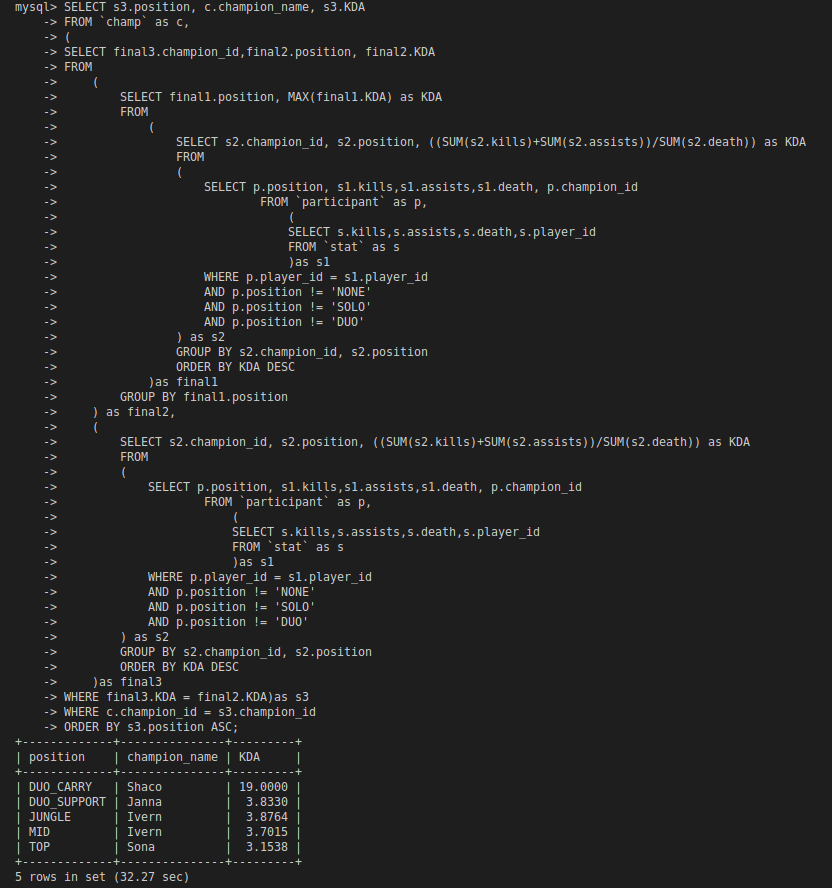 mysql> SELECT s3.position, c.champion_name, s3.KDA
    -> FROM `champ` as c,
    -> (
    -> SELECT final3.champion_id,final2.position, final2.KDA
    -> FROM
    ->     (
    ->         SELECT final1.position, MAX(final1.KDA) as KDA
    ->         FROM
    ->             (
    ->                 SELECT s2.champion_id, s2.position, ((SUM(s2.kills)+SUM(s2.assists))/SUM(s2.death)) as KDA
    ->                 FROM
    ->                 (
    ->                     SELECT p.position, s1.kills,s1.assists,s1.death, p.champion_id
    ->                             FROM `participant` as p,
    ->                                 (
    ->                                 SELECT s.kills,s.assists,s.death,s.player_id
    ->                                 FROM `stat` as s
    ->                                 )as s1
    ->                     WHERE p.player_id = s1.player_id
    ->                     AND p.position != 'NONE'
    ->                     AND p.position != 'SOLO'
    ->                     AND p.position != 'DUO'
    ->                 ) as s2
    ->                 GROUP BY s2.champion_id, s2.position
    ->                 ORDER BY KDA DESC
    ->             )as final1
    ->         GROUP BY final1.position
    ->     ) as final2,
    ->     (
    ->         SELECT s2.champion_id, s2.position, ((SUM(s2.kills)+SUM(s2.assists))/SUM(s2.death)) as KDA
    ->         FROM
    ->         (
    ->             SELECT p.position, s1.kills,s1.assists,s1.death, p.champion_id
    ->                     FROM `participant` as p,
    ->                         (
    ->                         SELECT s.kills,s.assists,s.death,s.player_id
    ->                         FROM `stat` as s
    ->                         )as s1
    ->             WHERE p.player_id = s1.player_id
    ->             AND p.position != 'NONE'
    ->             AND p.position != 'SOLO'
    ->             AND p.position != 'DUO'
    ->         ) as s2
    ->         GROUP BY s2.champion_id, s2.position
    ->         ORDER BY KDA DESC
    ->     )as final3
    -> WHERE final3.KDA = final2.KDA)as s3
    -> WHERE c.champion_id = s3.champion_id
    -> ORDER BY s3.position ASC;
+-------------+---------------+---------+
| position    | champion_name | KDA     |
+-------------+---------------+---------+
| DUO_CARRY   | Shaco         | 19.0000 |
| DUO_SUPPORT | Janna         |  3.8330 |
| JUNGLE      | Ivern         |  3.8764 |
| MID         | Ivern         |  3.7015 |
| TOP         | Sona          |  3.1538 |
+-------------+---------------+---------+
5 rows in set (32.27 sec)